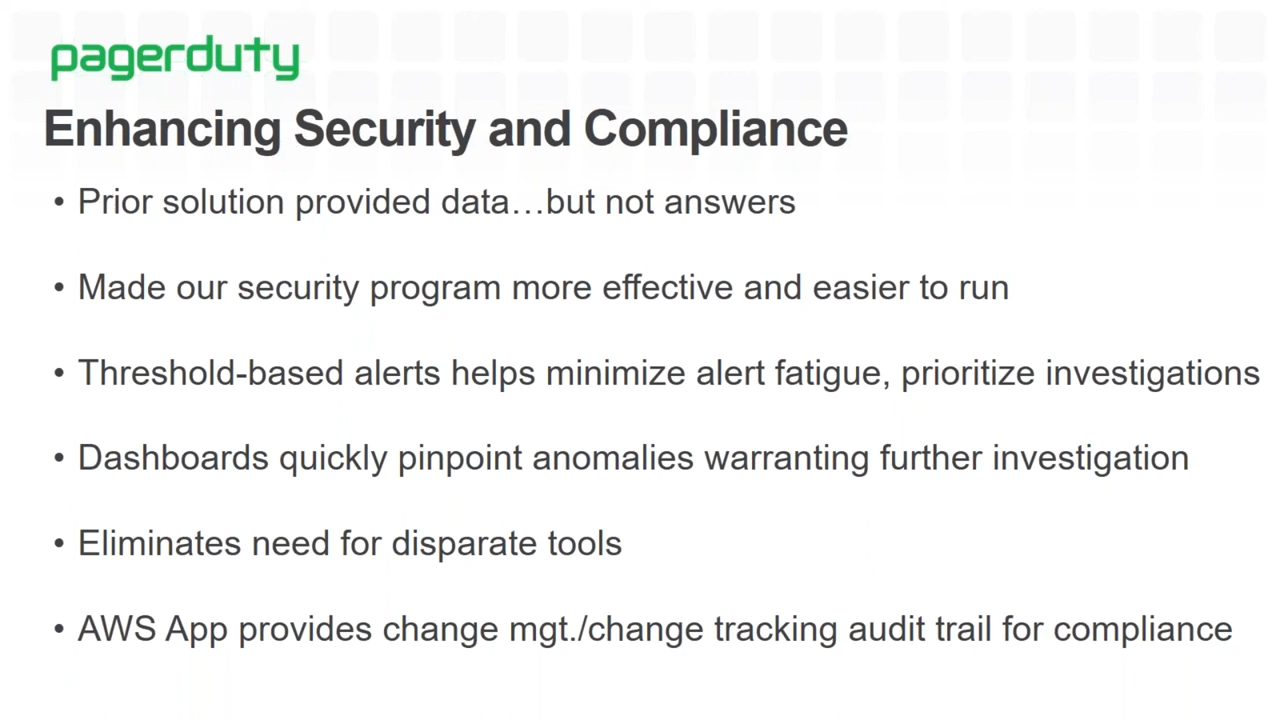 pagerduty
Enhancing Security and Compliance
• Prior solution provided data…but not answers
• Made our security program more effective and easier to run
• Threshold-based alerts helps minimize alert fatigue, prioritize investigations
• Dashboards quickly pinpoint anomalies warranting further investigation
• Eliminates need for disparate tools
• AWS App provides change mgt./change tracking audit trail for compliance